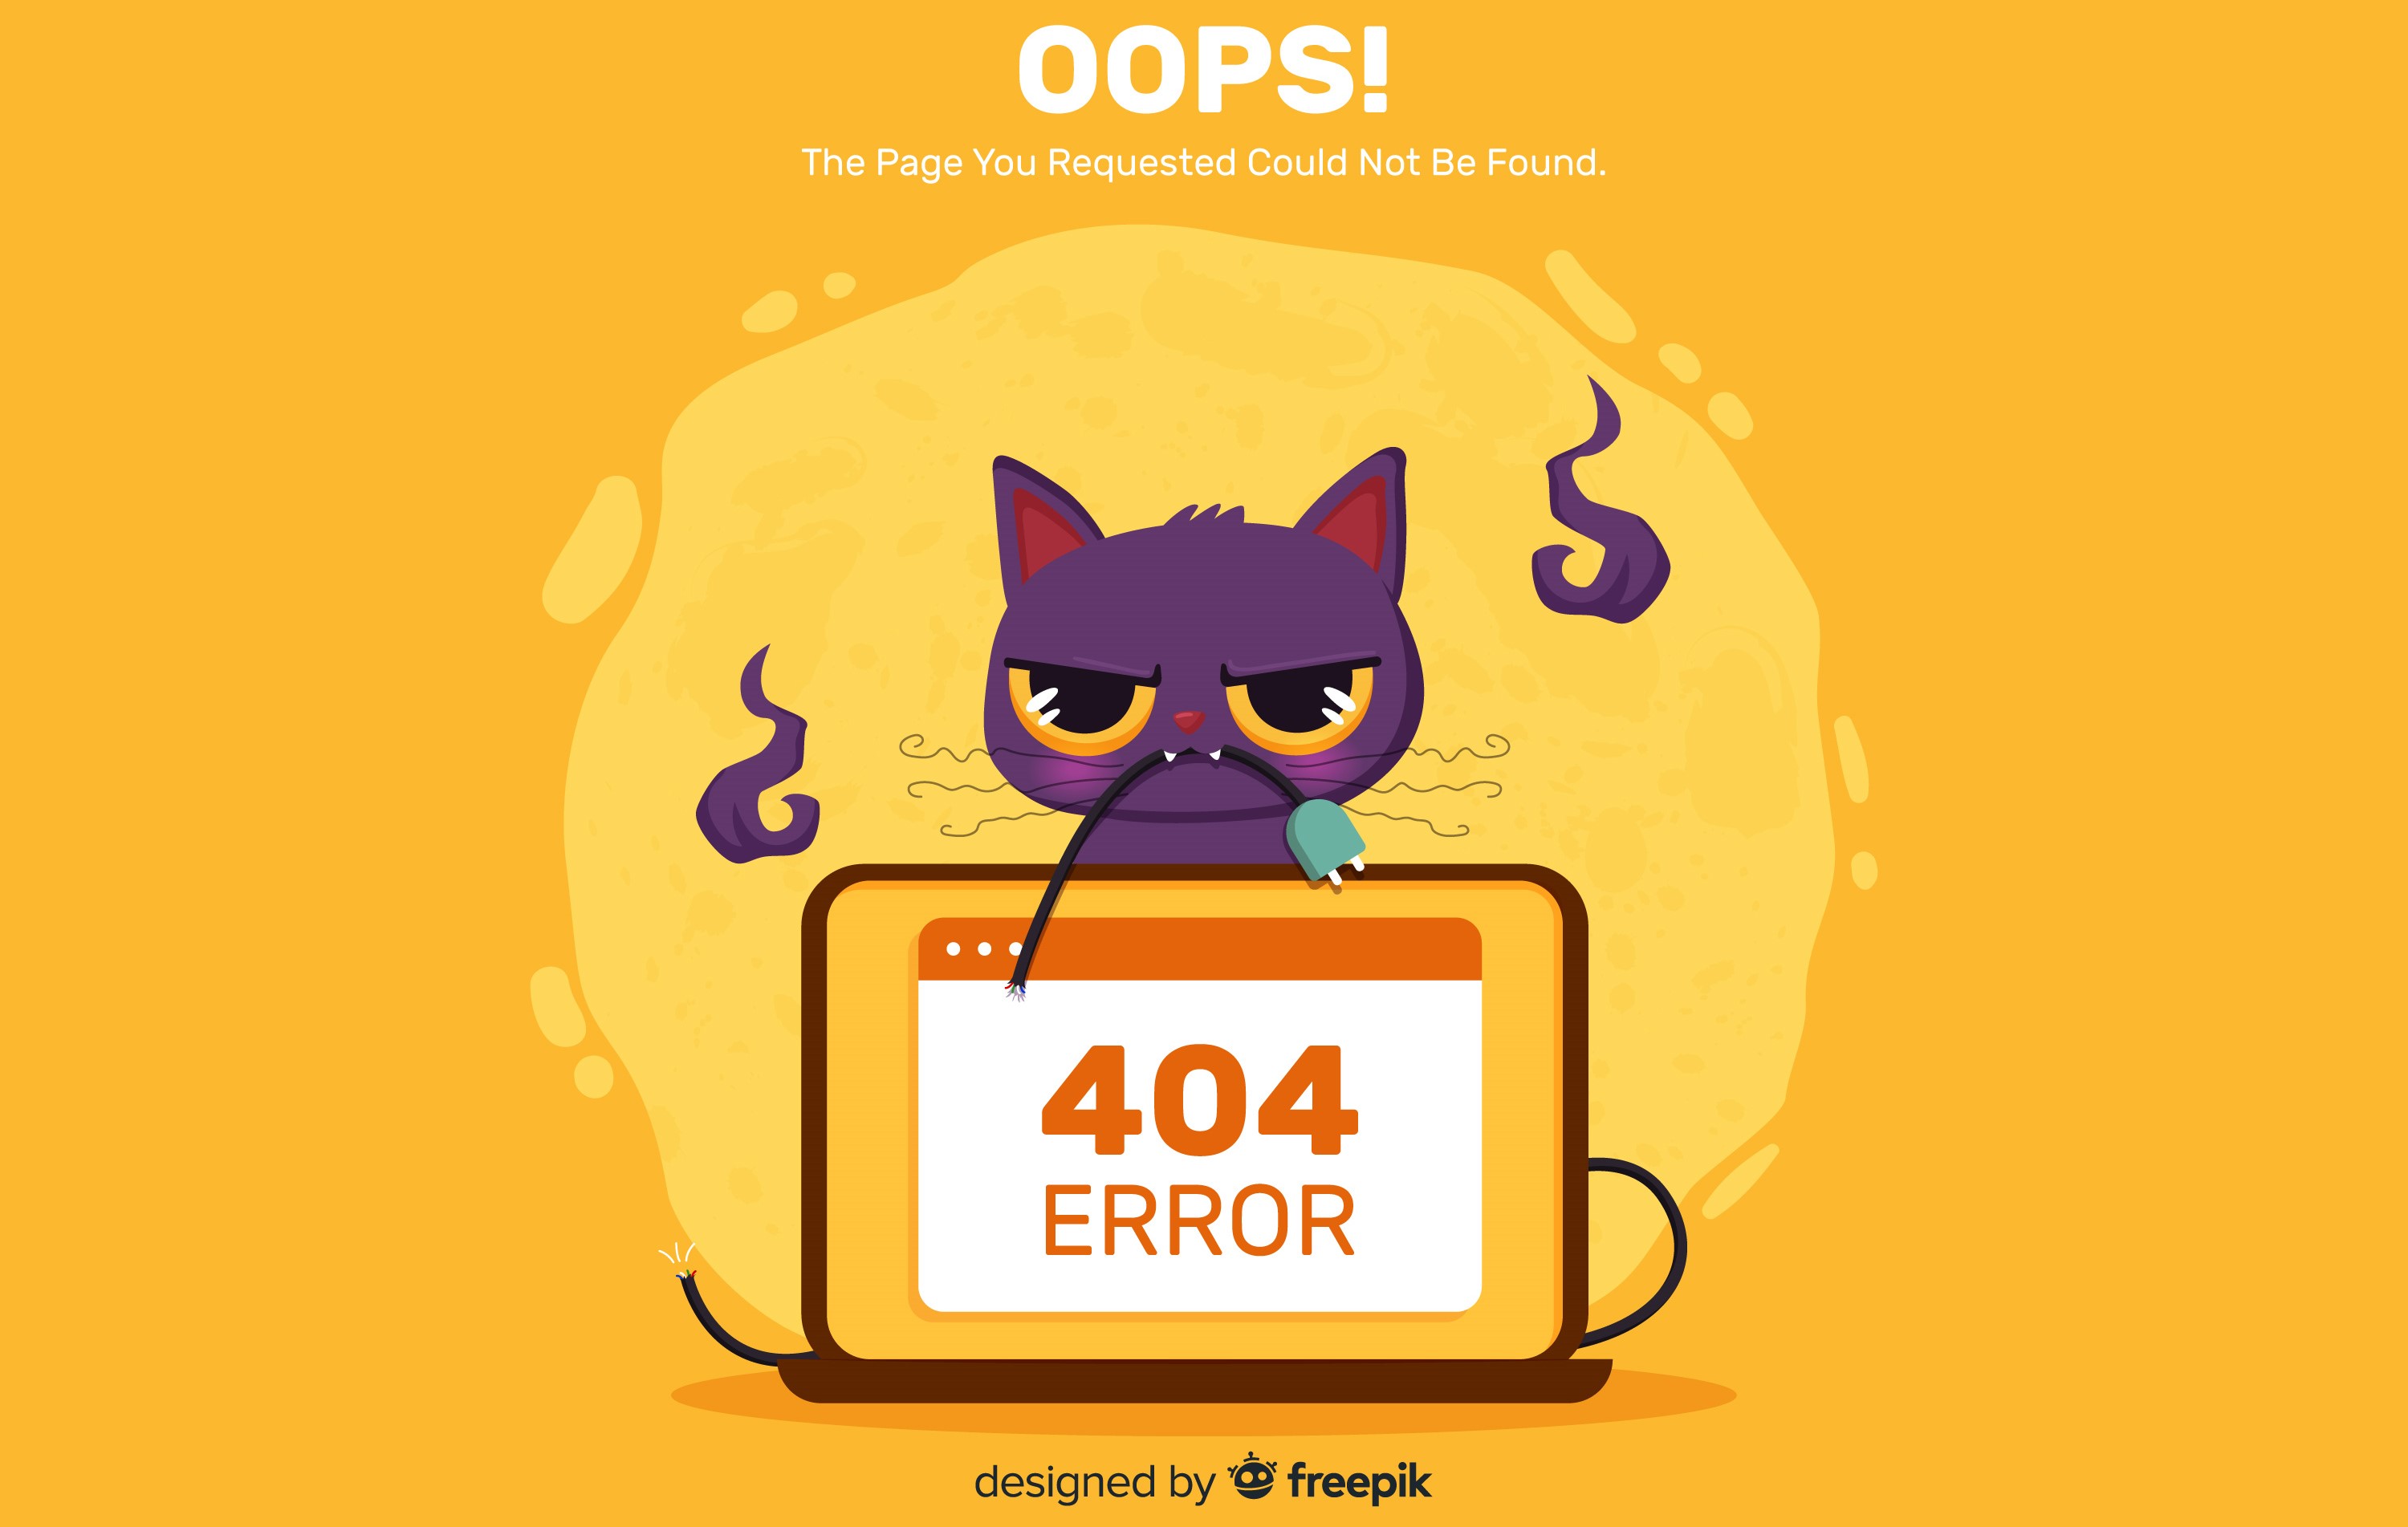 OOPS!
The Page You Requested Could Not Be Found.
404
ERROR
designed by freepik